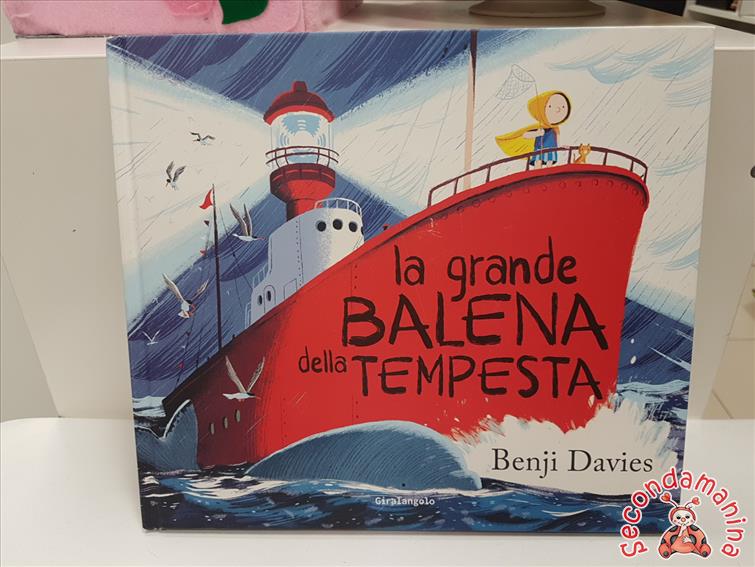 la grande
BALENA
della TEMPESTA
Benji Davies
Giralangolo
Secondamanina